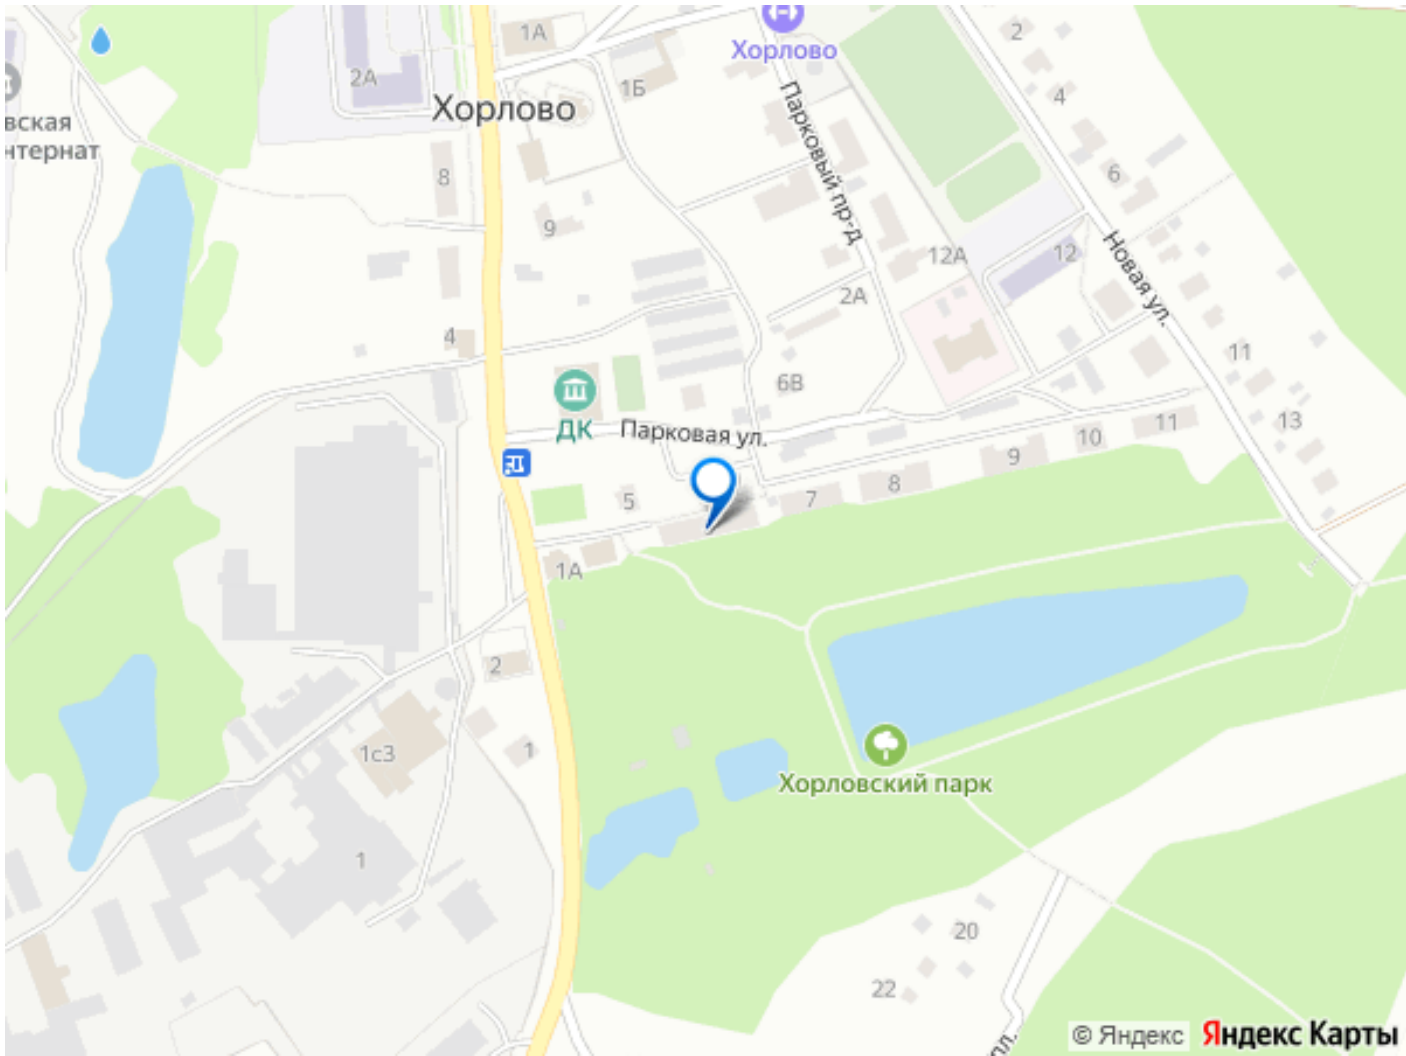 1А
2
2А
1Б
Хорлово
4
Хорлово
вская
нтернат
Парковый пр-д
8
6
9
12А
12
Новая ул.
2А
4
11
6В
ДК
Парковая ул.
13
11
10
9
8
7
5
1А
2
1с3
1
Хорловский парк
1
20
22
пл.
© Яндекс
Яндекс Карты